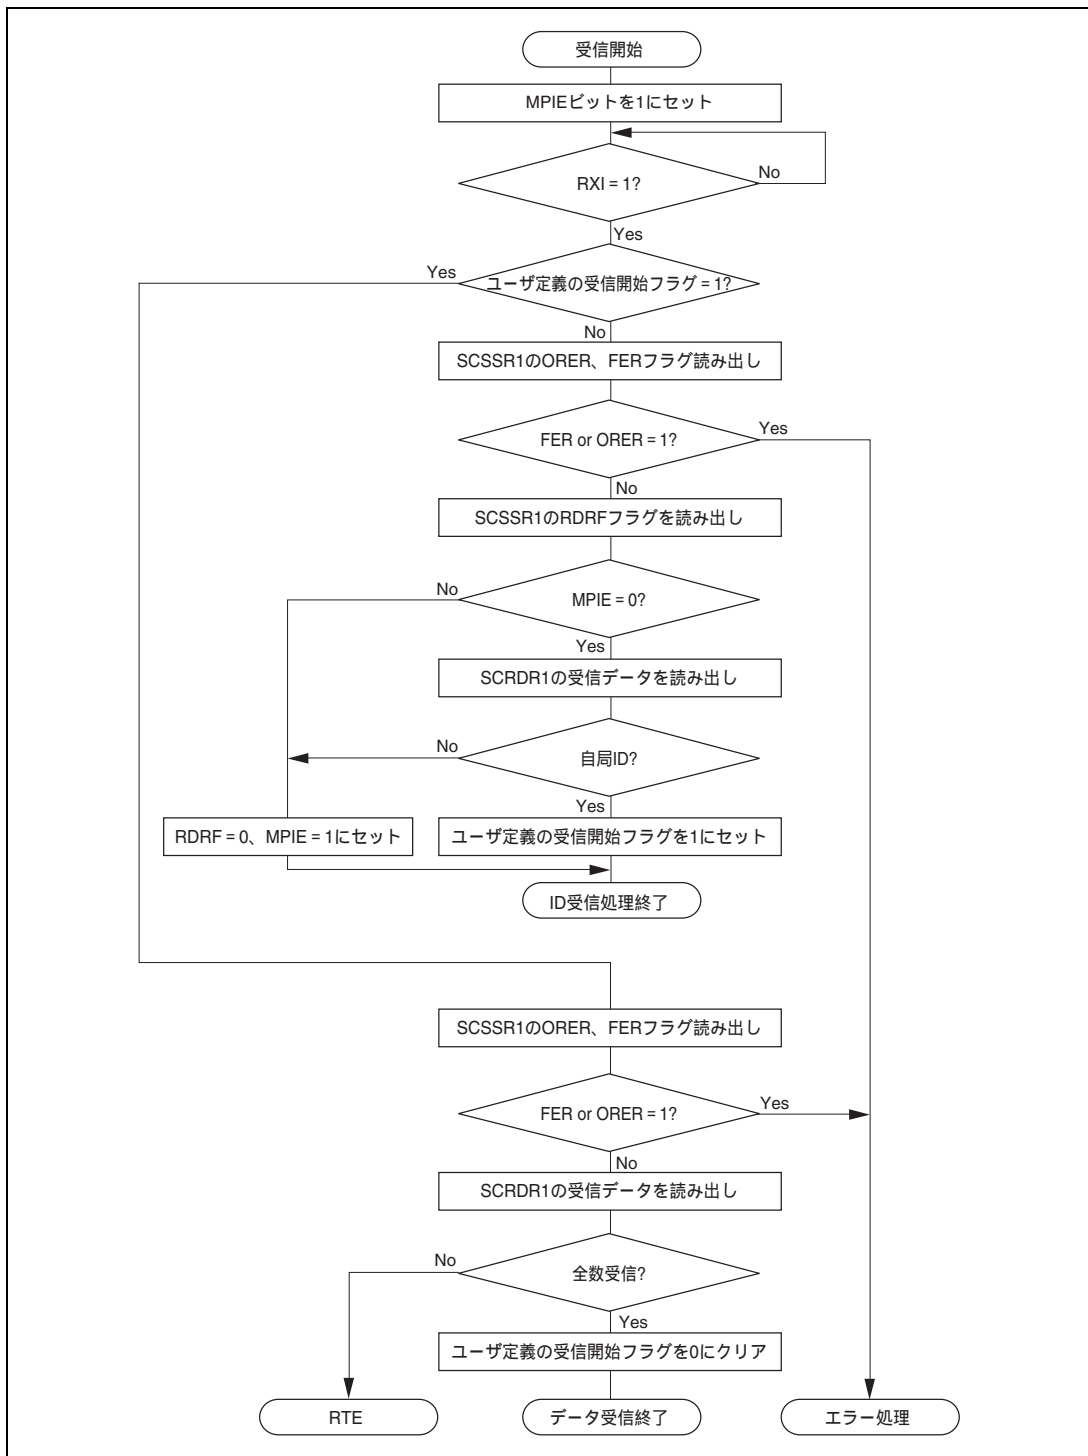 受信開始
MPIEビットを1にセット
RXI = 1?
No
Yes
ユーザ定義の受信開始フラグ = 1?
Yes
No
SCSSR1のORER、FERフラグ読み出し
FER or ORER = 1?
Yes
No
SCSSR1のRDRFフラグを読み出し
MPIE = 0?
No
Yes
SCRDR1の受信データを読み出し
自局ID?
No
Yes
RDRF = 0、MPIE = 1にセット
ユーザ定義の受信開始フラグを1にセット
ID受信処理終了
SCSSR1のORER、FERフラグ読み出し
FER or ORER = 1?
Yes
No
SCRDR1の受信データを読み出し
全数受信?
No
Yes
ユーザ定義の受信開始フラグを0にクリア
RTE
データ受信終了
エラー処理